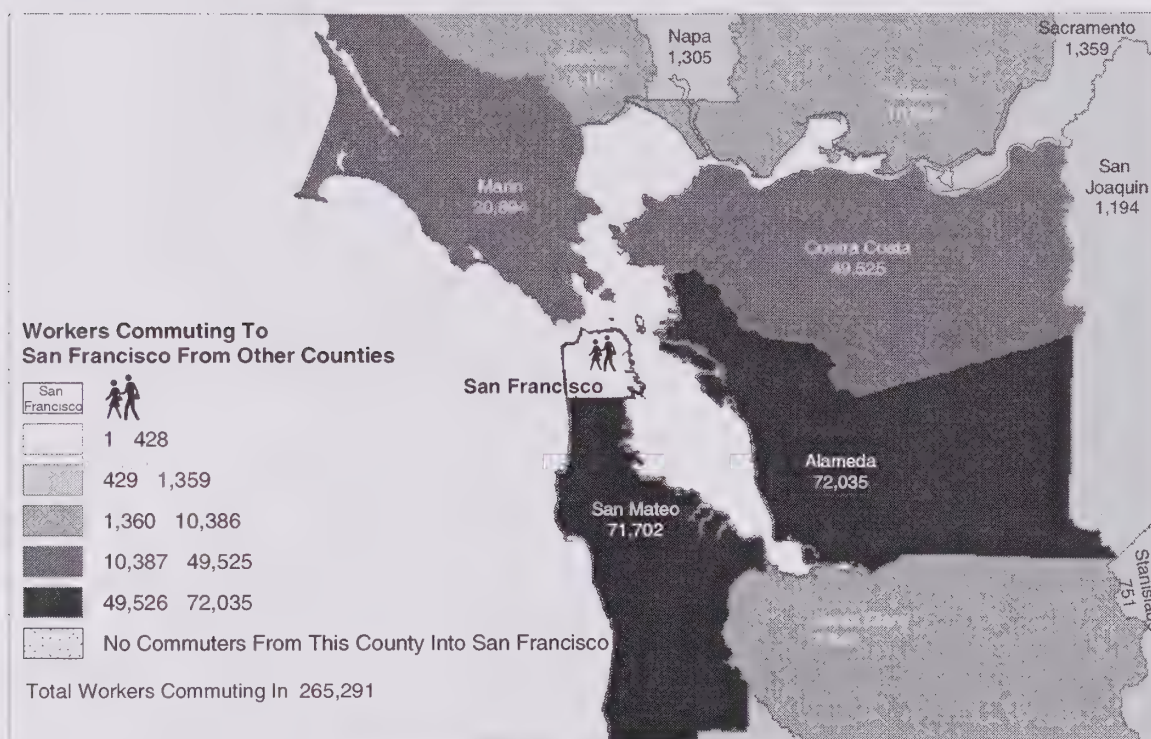 Napa
1,305
Sacramento
1,359
San
Joaquin
1,194
Marin
20,894
Contra Costa
49,525
Workers Commuting To
San Francisco From Other Counties
San
Francisco
1 428
429 1,359
1,360 10,386
10,387 49,525
49,526 72,035
No Commuters From This County Into San Francisco
Total Workers Commuting In 265,291
San Francisco
Alameda
72,035
San Mateo
71,702
Stanislaus
751